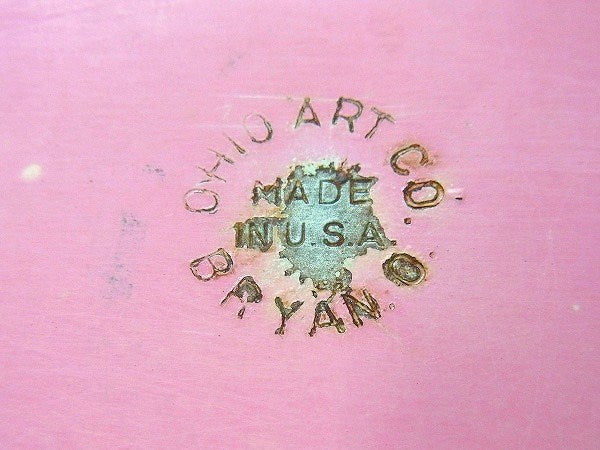 OHIO ART CO.
MADE
IN U.S.A.
BRYAN. O